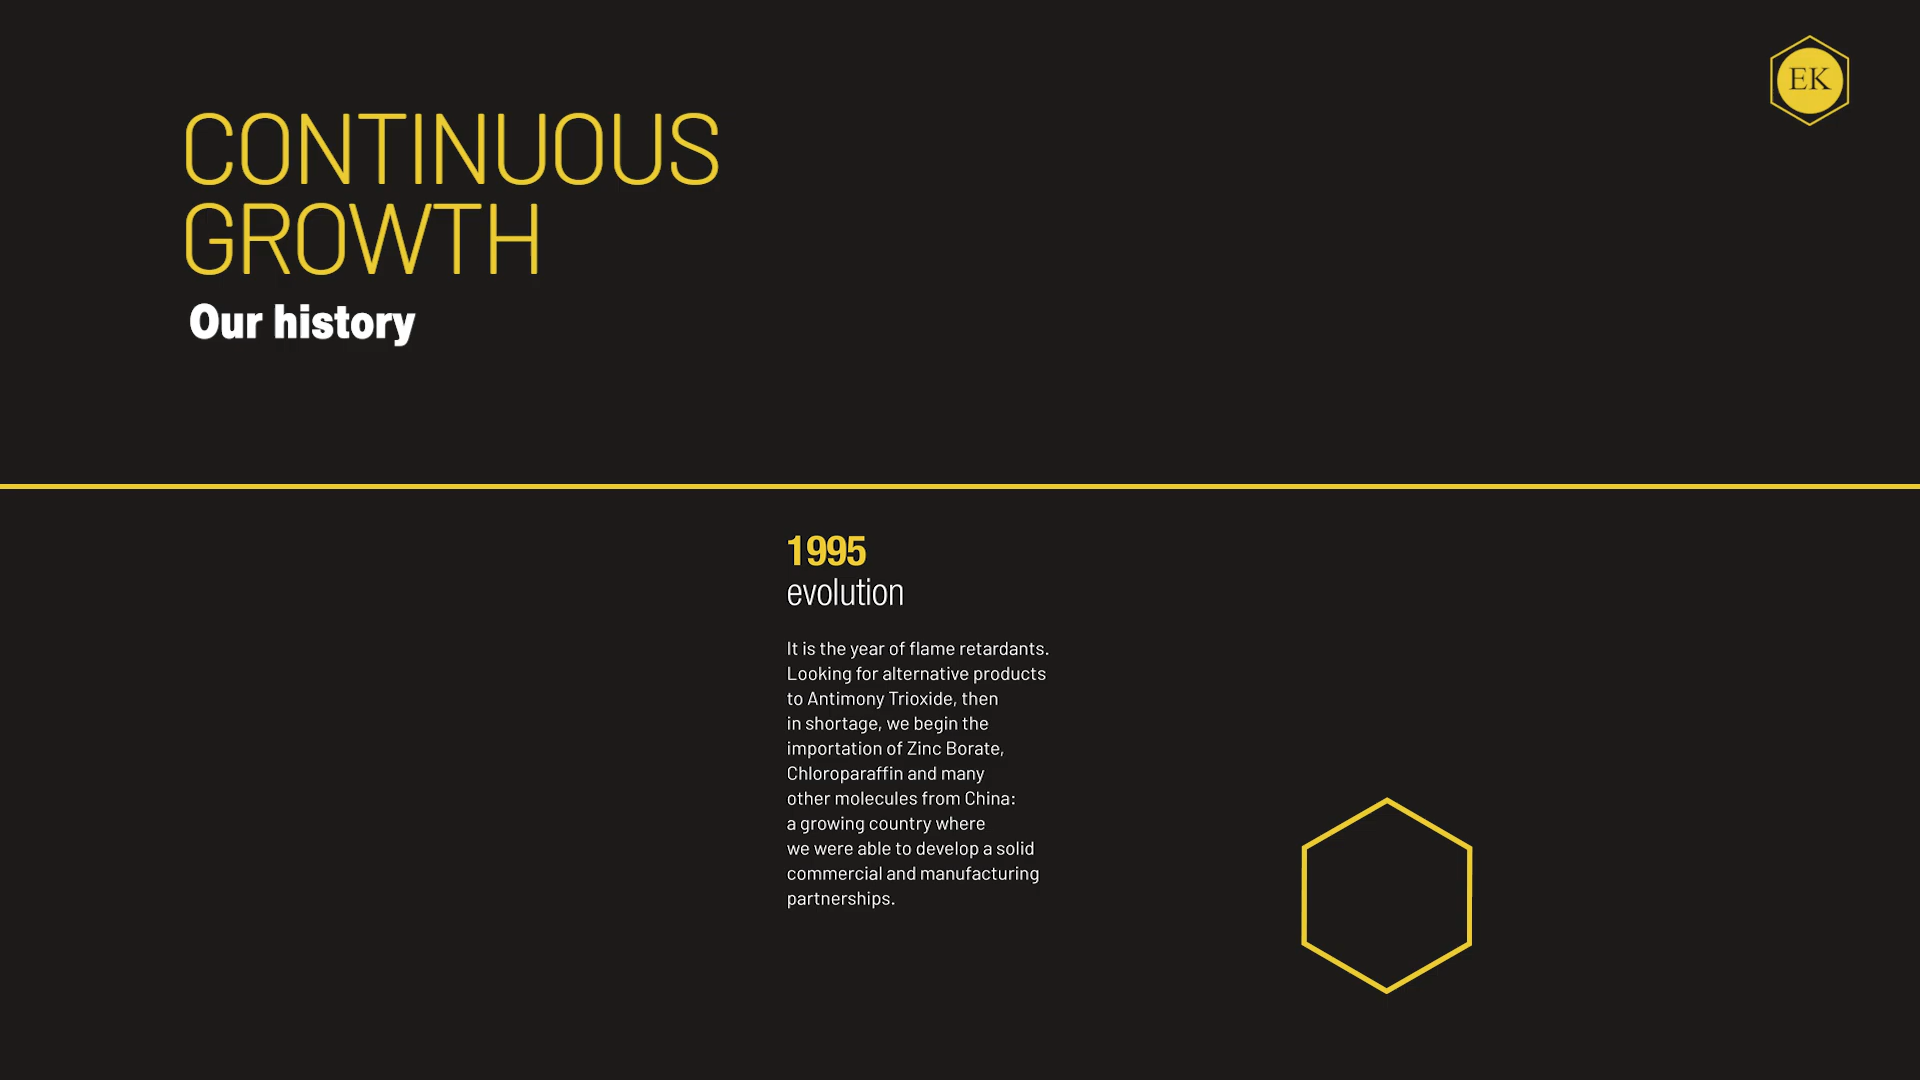 EK
CONTINUOUS
GROWTH
Our history
1995
evolution
It is the year of flame retardants.
Looking for alternative products
to Antimony Trioxide, then
in shortage, we begin the
importation of Zinc Borate,
Chloroparaffin and many
other molecules from China:
a growing country where
we were able to develop a solid
commercial and manufacturing
partnerships.